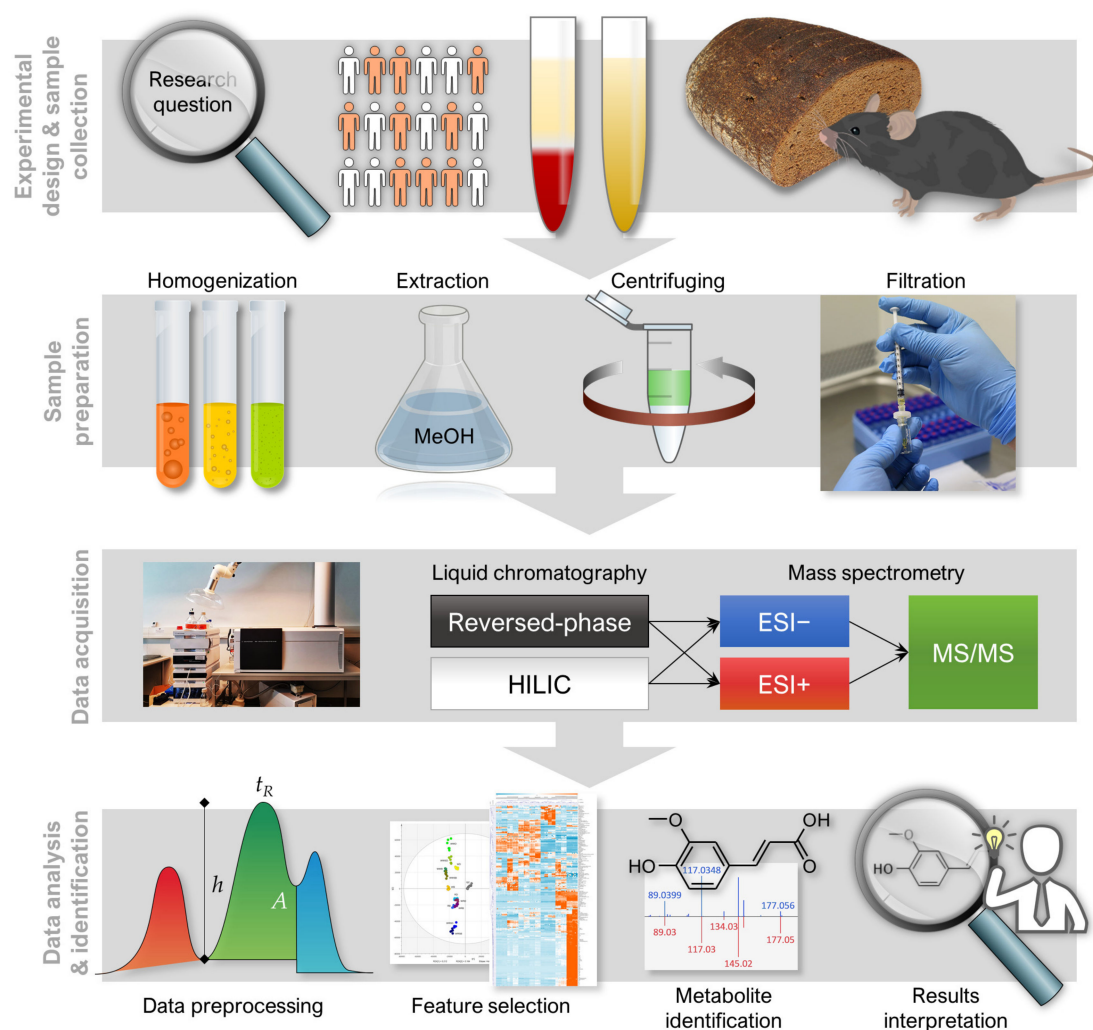 Experimental
design & sample
collection
Research
question
Sample
preparation
Homogenization
Extraction
Centrifuging
Filtration
MeOH
Data acquisition
Liquid chromatography
Mass spectrometry
Reversed-phase
ESI−
MS/MS
HILIC
ESI+
Data analysis
& identification
t_R
h
A
O
OH
HO
O
117.0348
89.0399
177.056
89.03
134.03
117.03
177.05
145.02
O
HO
Data preprocessing
Feature selection
Metabolite
identification
Results
interpretation